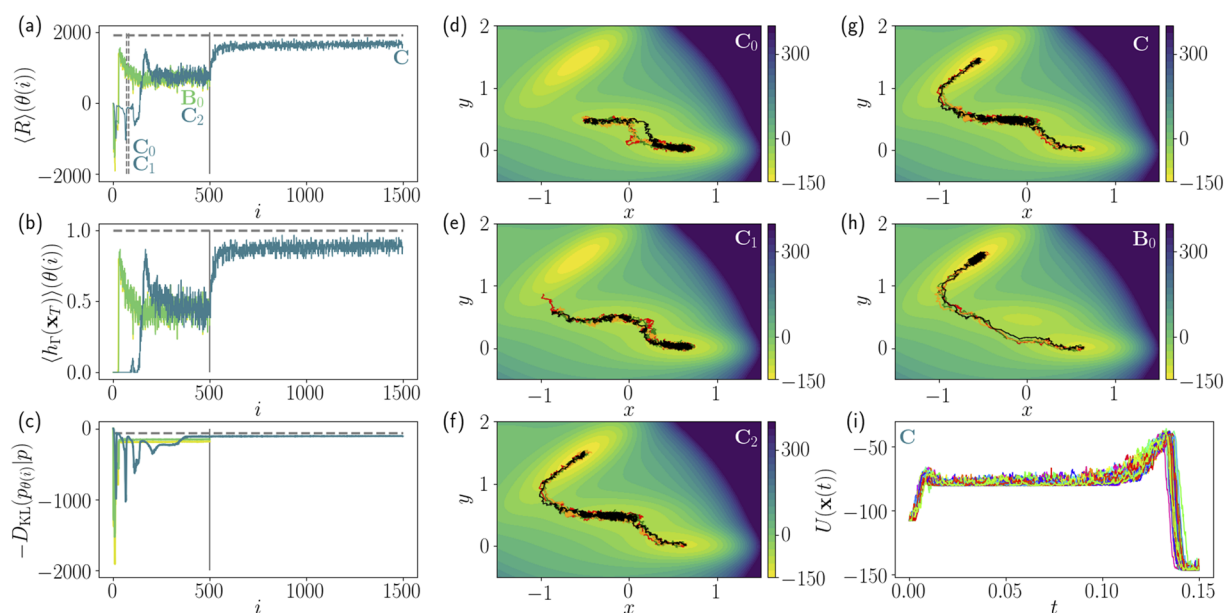 (a)
2000
0
−2000
⟨R⟩(θ(i))
C
B₀
C₂
C₀
C₁
0 500 1000 1500
i
(b)
1.0
0.5
0.0
⟨h_Γ(x_T)⟩(θ(i))
0 500 1000 1500
i
(c)
0
−1000
−2000
−D_KL(p_θ(i)|p)
0 500 1000 1500
i
(d)
C₀
2
1
0
y
−1 0 1
x
300
0
−150
(e)
C₁
2
1
0
y
−1 0 1
x
300
0
−150
(f)
C₂
2
1
0
y
−1 0 1
x
300
0
−150
(g)
C
2
1
0
y
−1 0 1
x
300
0
−150
(h)
B₀
2
1
0
y
−1 0 1
x
300
0
−150
(i)
C
−50
−100
−150
U(x(t))
0.00 0.05 0.10 0.15
t